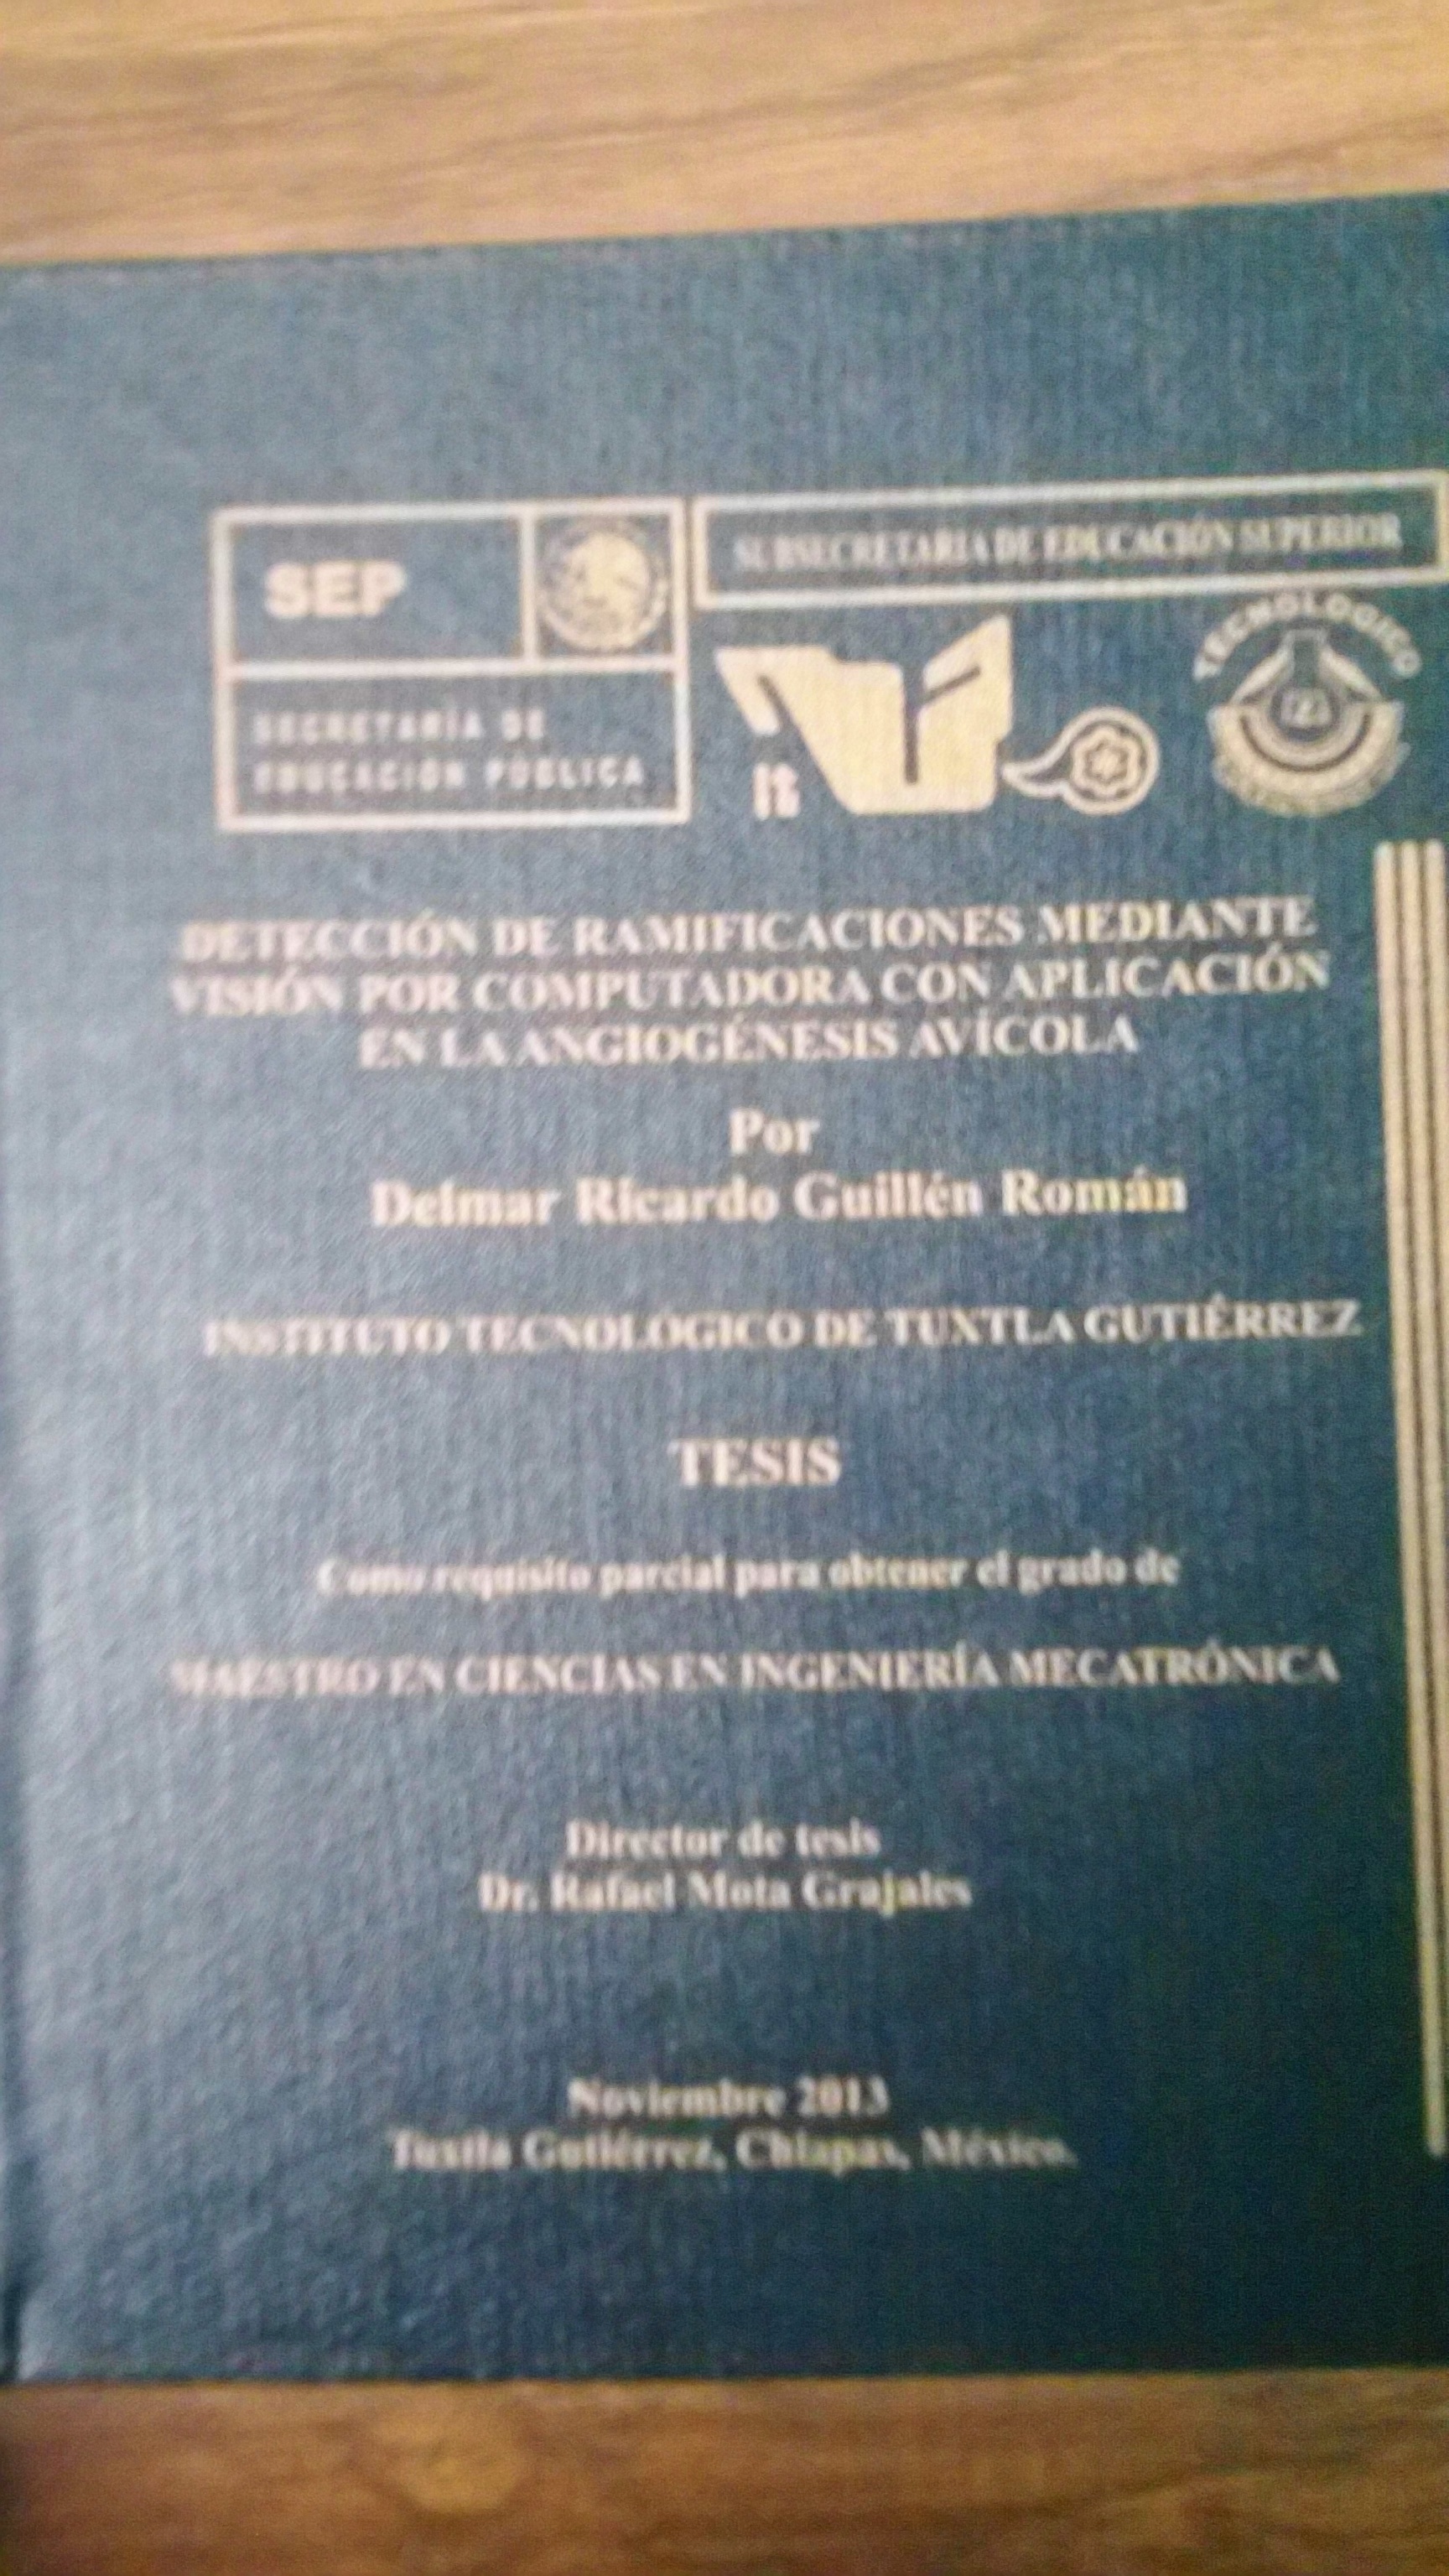 SEP
SECRETARÍA DE
EDUCACIÓN PÚBLICA
SUBSECRETARÍA DE EDUCACIÓN SUPERIOR
TECNOLOGICO
DETECCIÓN DE RAMIFICACIONES MEDIANTE
VISIÓN POR COMPUTADORA CON APLICACIÓN
EN LA ANGIOGÉNESIS AVÍCOLA
Por
Delmar Ricardo Guillén Román
INSTITUTO TECNOLÓGICO DE TUXTLA GUTIÉRREZ
TESIS
Como requisito parcial para obtener el grado de
MAESTRO EN CIENCIAS EN INGENIERÍA MECATRÓNICA
Director de tesis
Dr. Rafael Mota Grajales
Noviembre 2013
Tuxtla Gutiérrez, Chiapas, México.